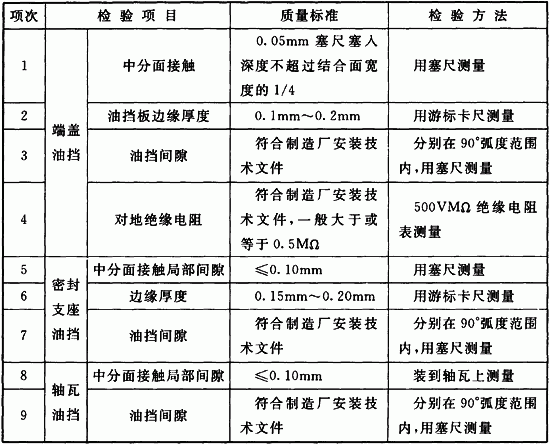 项次 检验项目 质量标准 检验方法
1 端盖油挡 中分面接触 0.05mm 塞尺塞入深度不超过结合面宽度的 1/4 用塞尺测量
2 油挡板边缘厚度 0.1mm～0.2mm 用游标卡尺测量
3 油挡间隙 符合制造厂安装技术文件 分别在 90°弧度范围内,用塞尺测量
4 对地绝缘电阻 符合制造厂安装技术文件,一般大于或等于 0.5MΩ 500VMΩ 绝缘电阻表测量
5 密封支座油挡 中分面接触局部间隙 ≤0.10mm 用塞尺测量
6 边缘厚度 0.15mm～0.20mm 用游标卡尺测量
7 油挡间隙 符合制造厂安装技术文件 分别在 90°弧度范围内,用塞尺测量
8 轴瓦油挡 中分面接触局部间隙 ≤0.10mm 装到轴瓦上测量
9 油挡间隙 符合制造厂安装技术文件 分别在 90°弧度范围内,用塞尺测量